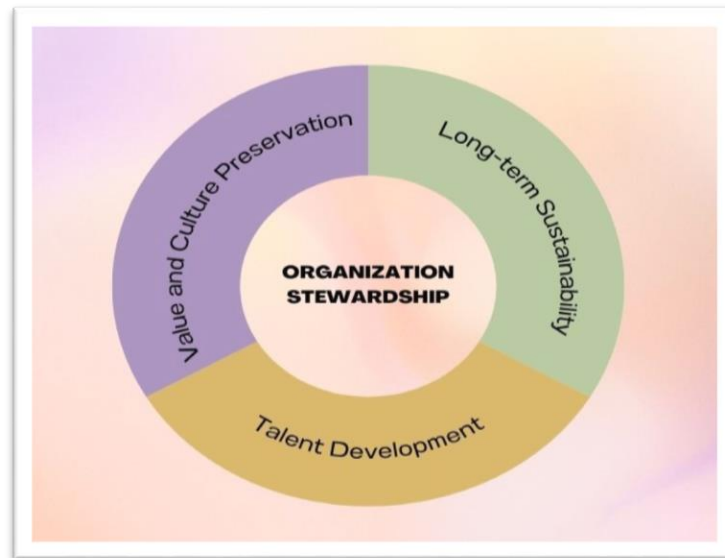 ORGANIZATION
STEWARDSHIP
Value and Culture Preservation
Long-term Sustainability
Talent Development